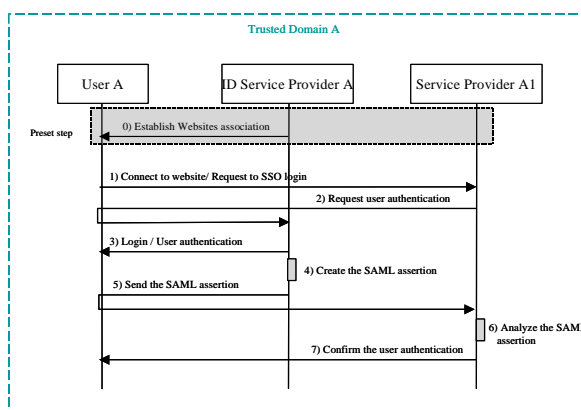 Trusted Domain A
User A
ID Service Provider A
Service Provider A1
Preset step
0) Establish Websites association
1) Connect to website/ Request to SSO login
2) Request user authentication
3) Login / User authentication
4) Create the SAML assertion
5) Send the SAML assertion
6) Analyze the SAM
assertion
7) Confirm the user authentication